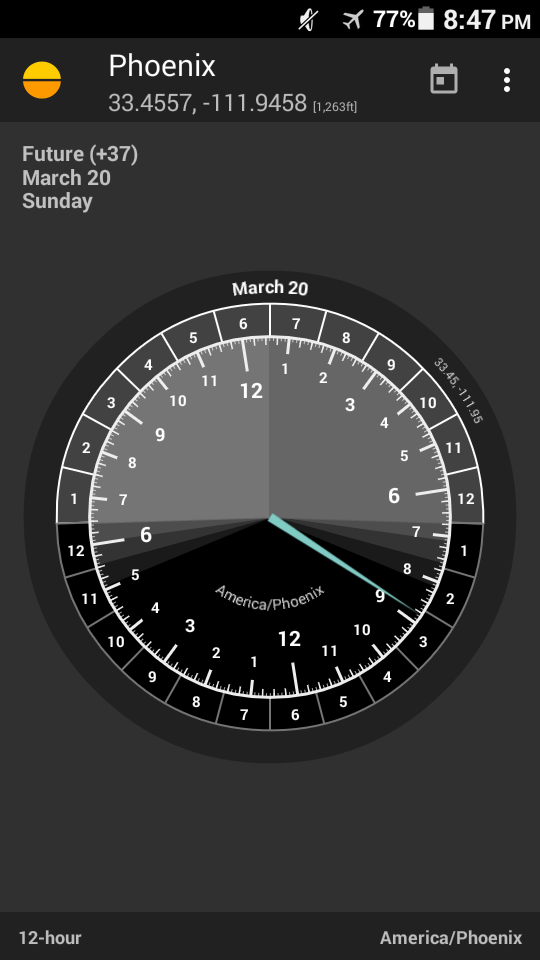 77% 8:47 PM
Phoenix
33.4557, -111.9458 [1,263ft]
Future (+37)
March 20
Sunday
March 20
33.45, -111.95
1 2 3 4 5 6 7 8 9 10 11 12
1 2 3 4 5 6 7 8 9 10 11 12
12 1 2 3 4 5 6 7 8 9 10 11
12 1 2 3 4 5 6 7 8 9 10 11
America/Phoenix
12-hour
America/Phoenix